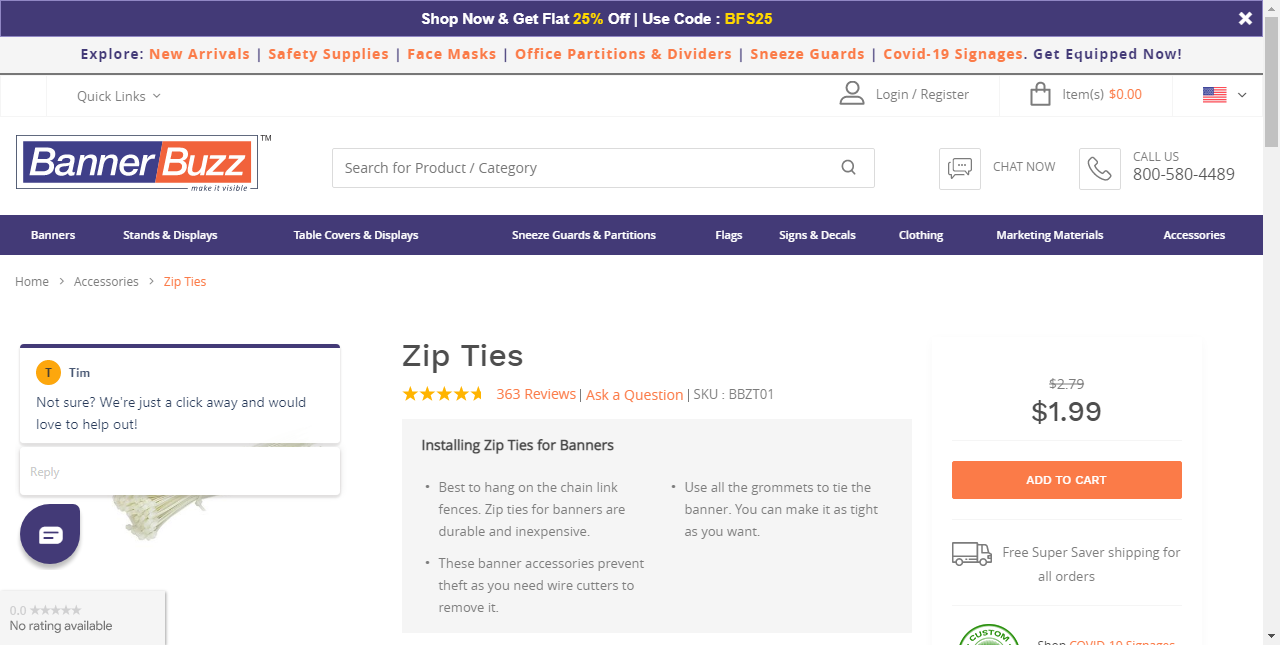 Shop Now & Get Flat 25% Off | Use Code : BFS25
Explore: New Arrivals | Safety Supplies | Face Masks | Office Partitions & Dividers | Sneeze Guards | Covid-19 Signages. Get Equipped Now!
Quick Links
Login / Register
Item(s) $0.00
BannerBuzz™
make it visible
Search for Product / Category
CHAT NOW
CALL US
800-580-4489
Banners
Stands & Displays
Table Covers & Displays
Sneeze Guards & Partitions
Flags
Signs & Decals
Clothing
Marketing Materials
Accessories
Home > Accessories > Zip Ties
T Tim
Not sure? We're just a click away and would
love to help out!
Reply
0.0 ★★★★★
No rating available
Zip Ties
363 Reviews | Ask a Question | SKU : BBZT01
Installing Zip Ties for Banners
• Best to hang on the chain link
fences. Zip ties for banners are
durable and inexpensive.
• These banner accessories prevent
theft as you need wire cutters to
remove it.
• Use all the grommets to tie the
banner. You can make it as tight
as you want.
$2.79
$1.99
ADD TO CART
Free Super Saver shipping for
all orders
CUSTOM
Shop COVID-19 Signages